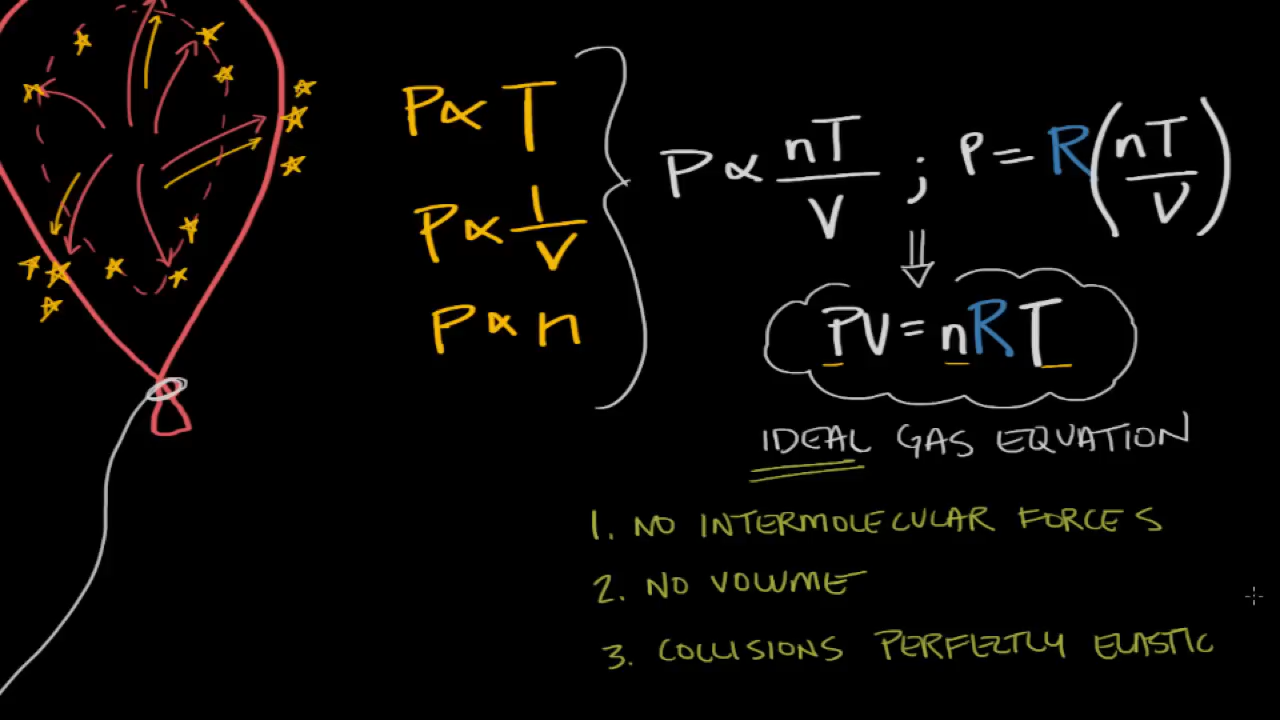 P ∝ T
P ∝ 1/V
P ∝ n
P ∝ nT/V ; P = R(nT/V)
⇓
PV = nRT
IDEAL GAS EQUATION
1. NO INTERMOLECULAR FORCES
2. NO VOLUME
3. COLLISIONS PERFECTLY ELASTIC